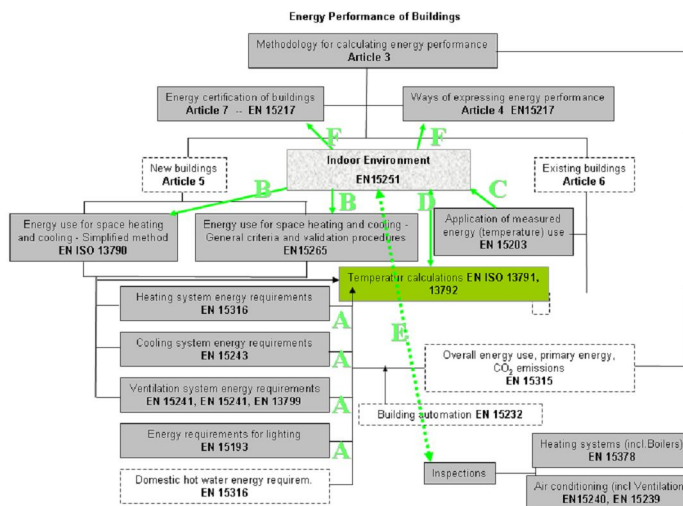 Energy Performance of Buildings
Methodology for calculating energy performance
Article 3
Energy certification of buildings
Article 7 -- EN 15217
Ways of expressing energy performance
Article 4 EN15217
F
F
Indoor Environment
EN15251
New buildings
Article 5
Existing buildings
Article 6
B
B
D
C
Energy use for space heating
and cooling - Simplified method
EN ISO 13790
Energy use for space heating and cooling -
General criteria and validation procedures
EN15265
Application of measured
energy (temperature) use
EN 15203
Temperatur calculations EN ISO 13791,
13792
Heating system energy requirements
EN 15316
A
E
Cooling system energy requirements
EN 15243
A
Overall energy use, primary energy,
CO2 emissions
EN 15315
Ventilation system energy requirements
EN 15241, EN 15241, EN 13799
A
Building automation EN 15232
Energy requirements for lighting
EN 15193
A
Heating systems (incl.Boilers)
EN 15378
Domestic hot water energy requirem.
EN 15316
Inspections
Air conditioning (incl Ventilation
EN15240, EN 15239